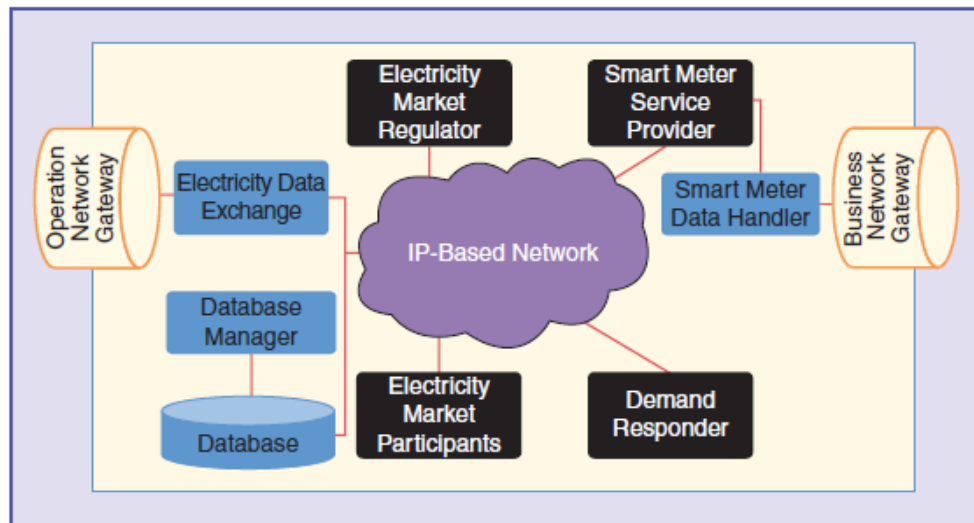 Electricity
Market
Regulator
Smart Meter
Service
Provider
Operation
Network
Gateway
Electricity Data
Exchange
Smart Meter
Data Handler
Business
Network
Gateway
IP-Based Network
Database
Manager
Electricity
Market
Participants
Demand
Responder
Database